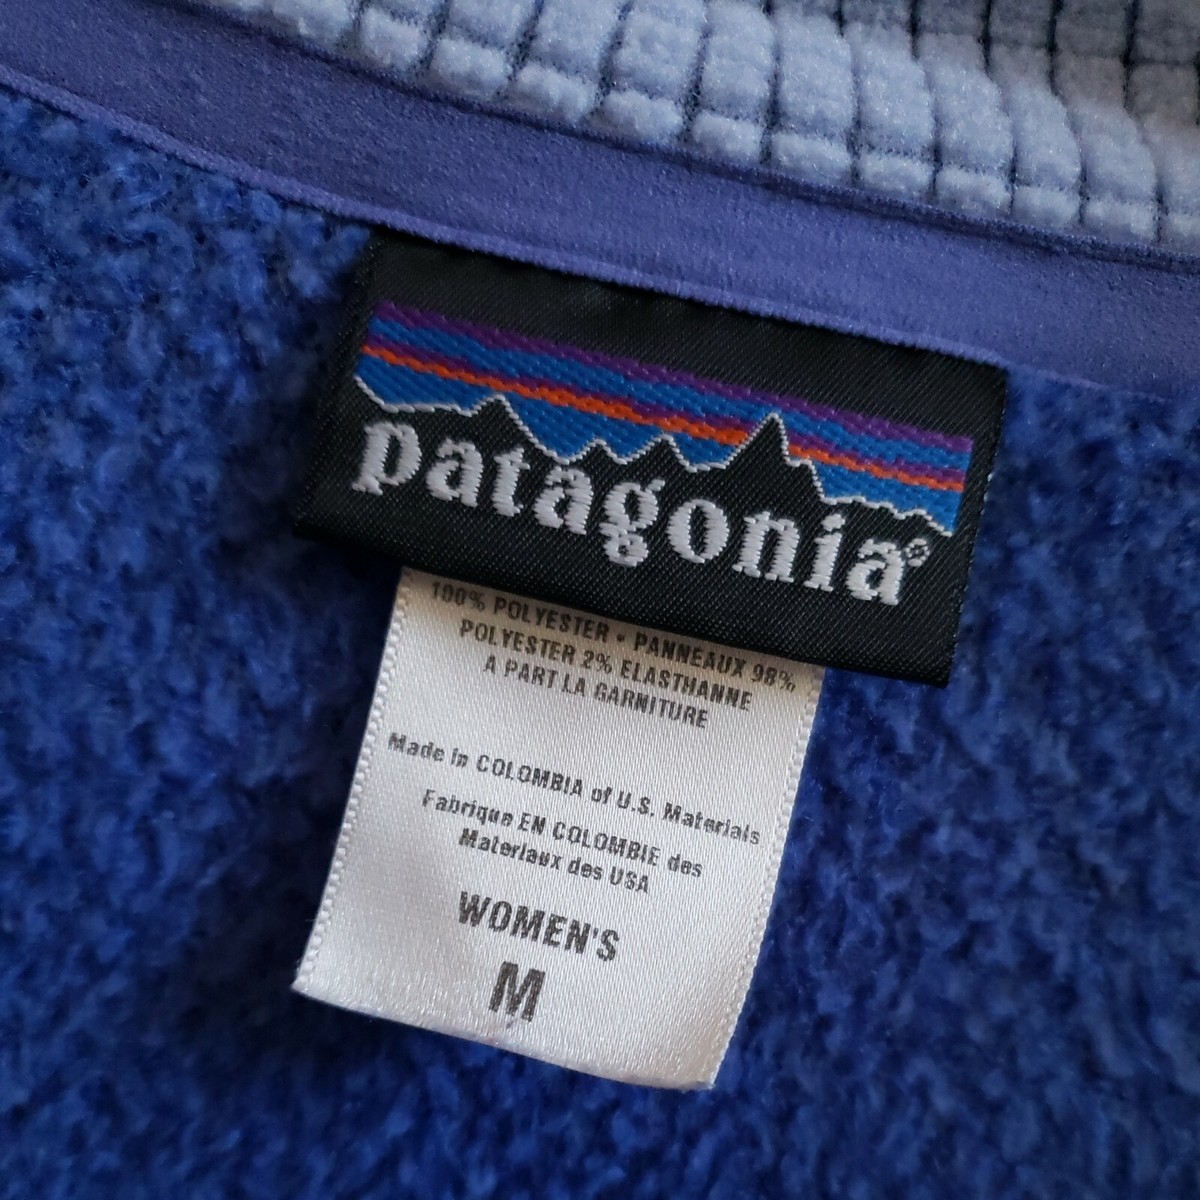 patagonia®
100% POLYESTER • PANNEAUX 98%
POLYESTER 2% ELASTHANNE
A PART LA GARNITURE
Made in COLOMBIA of U.S. Materials
Fabrique EN COLOMBIE des
Materiaux des USA
WOMEN'S
M